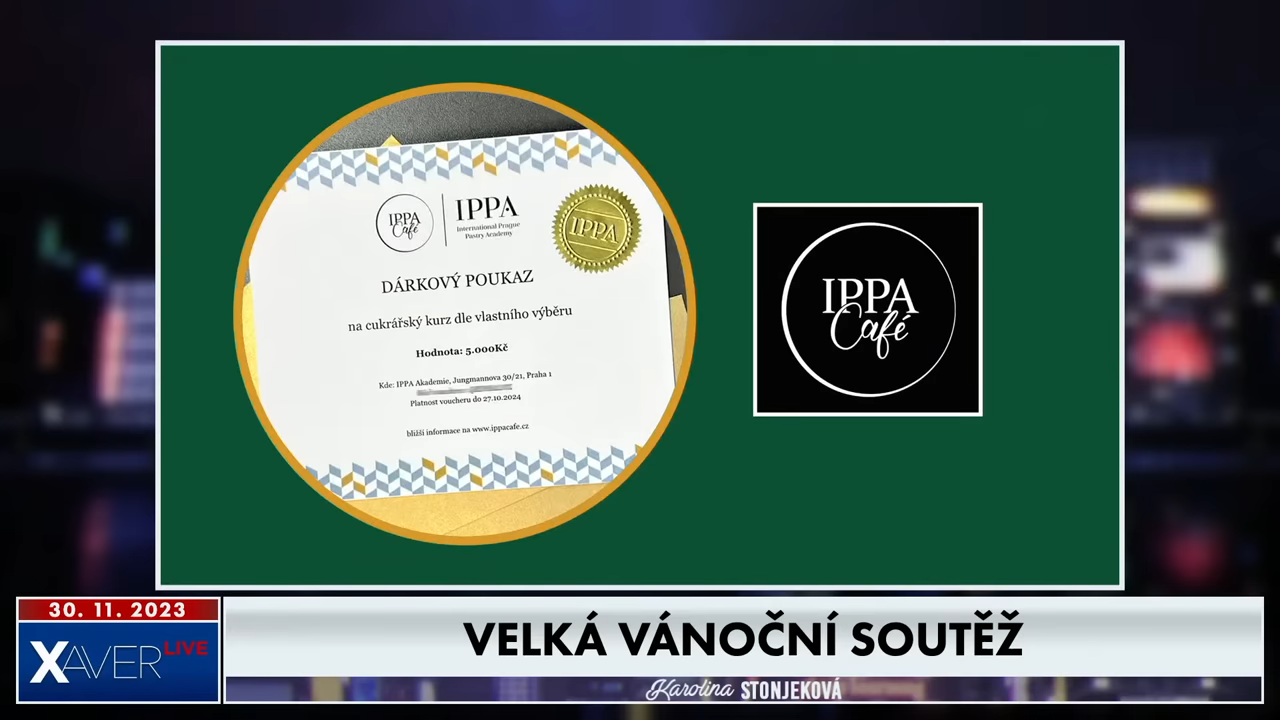 IPPA
Café
IPPA
International Prague
Pastry Academy
IPPA
DÁRKOVÝ POUKAZ
na cukrářský kurz dle vlastního výběru
Hodnota: 5.000Kč
Kde: IPPA Akademie, Jungmannova 30/21, Praha 1
Platnost voucheru do 27.10.2024
bližší informace na www.ippacafe.cz
IPPA
Café
30. 11. 2023
XAVER LIVE
VELKÁ VÁNOČNÍ SOUTĚŽ
Karolina STONJEKOVÁ